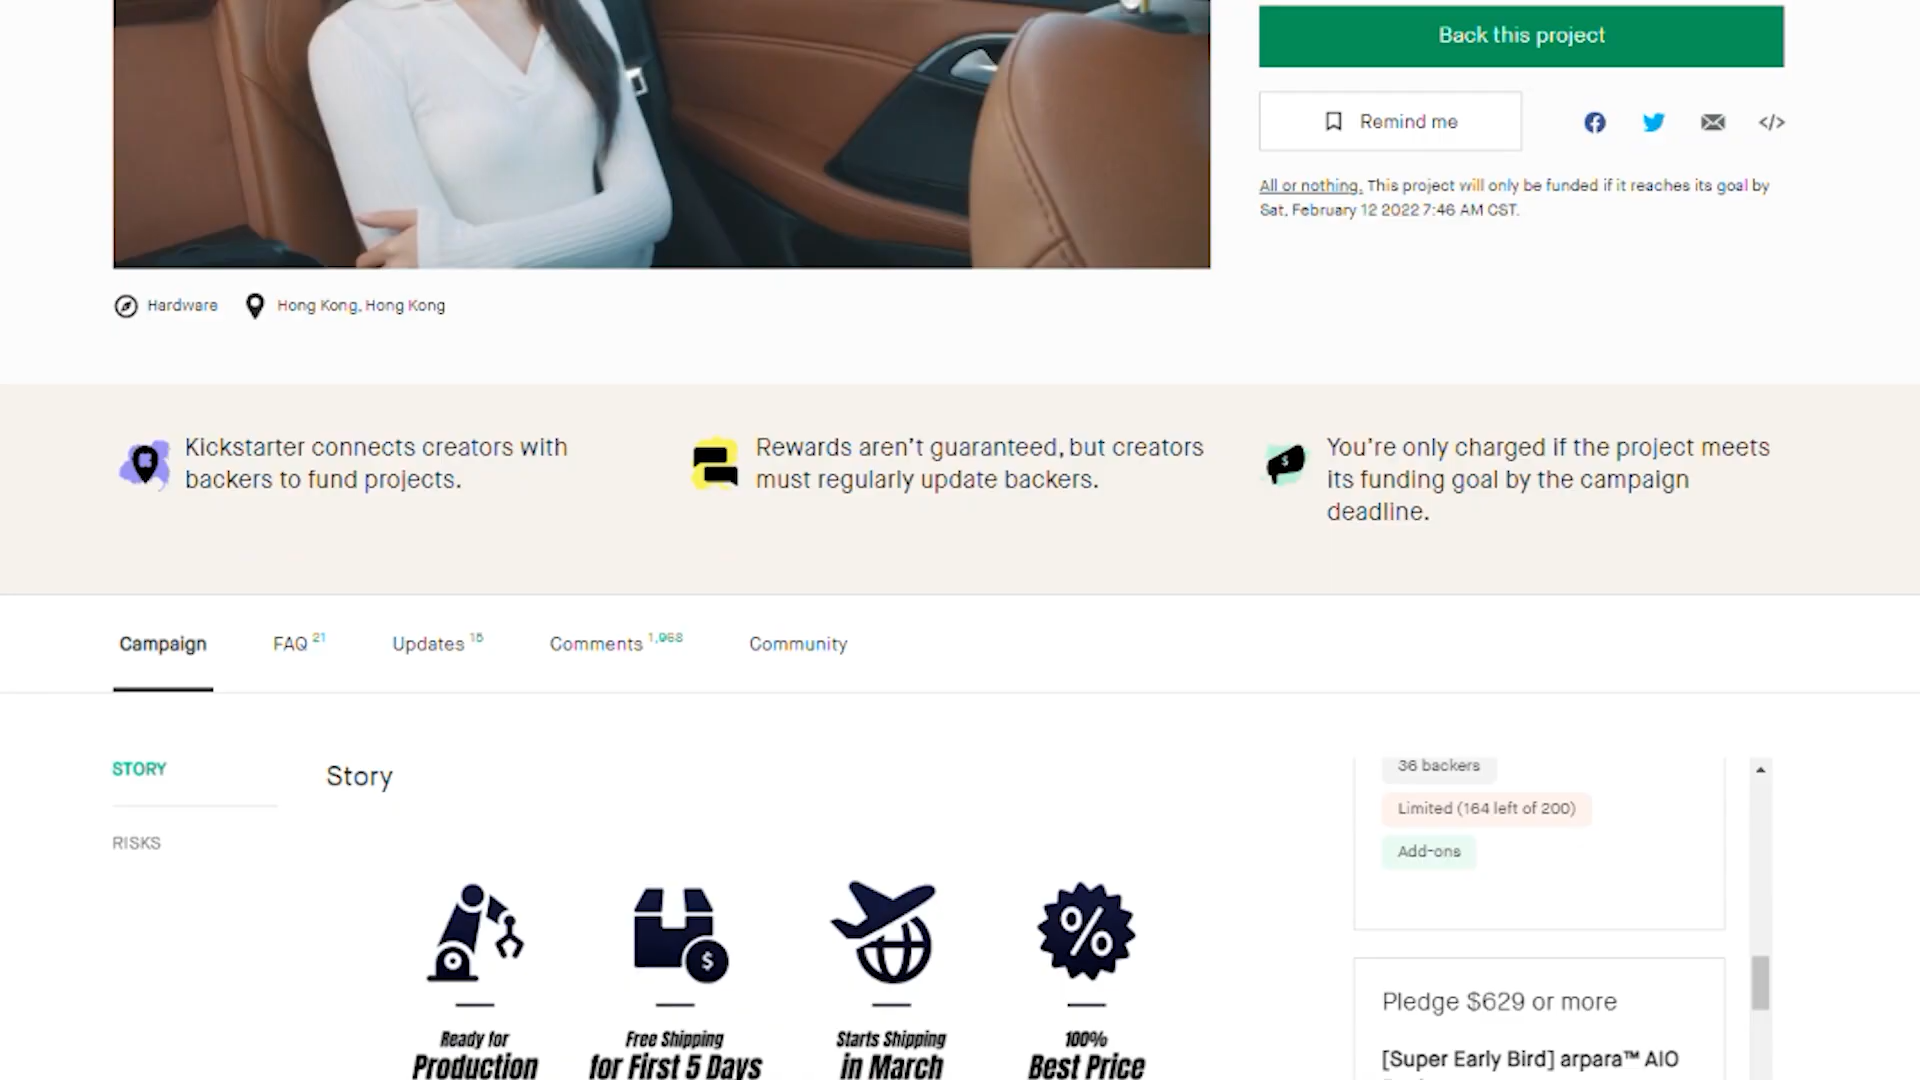 Back this project
Remind me
All or nothing. This project will only be funded if it reaches its goal by
Sat, February 12 2022 7:46 AM CST.
Hardware
Hong Kong, Hong Kong
Kickstarter connects creators with
backers to fund projects.
Rewards aren't guaranteed, but creators
must regularly update backers.
You're only charged if the project meets
its funding goal by the campaign
deadline.
Campaign
FAQ 21
Updates 15
Comments 1,968
Community
STORY
RISKS
Story
36 backers
Limited (164 left of 200)
Add-ons
Ready for
Production
Free Shipping
for First 5 Days
Starts Shipping
in March
100%
Best Price
Pledge $629 or more
[Super Early Bird] arpara™ AIO